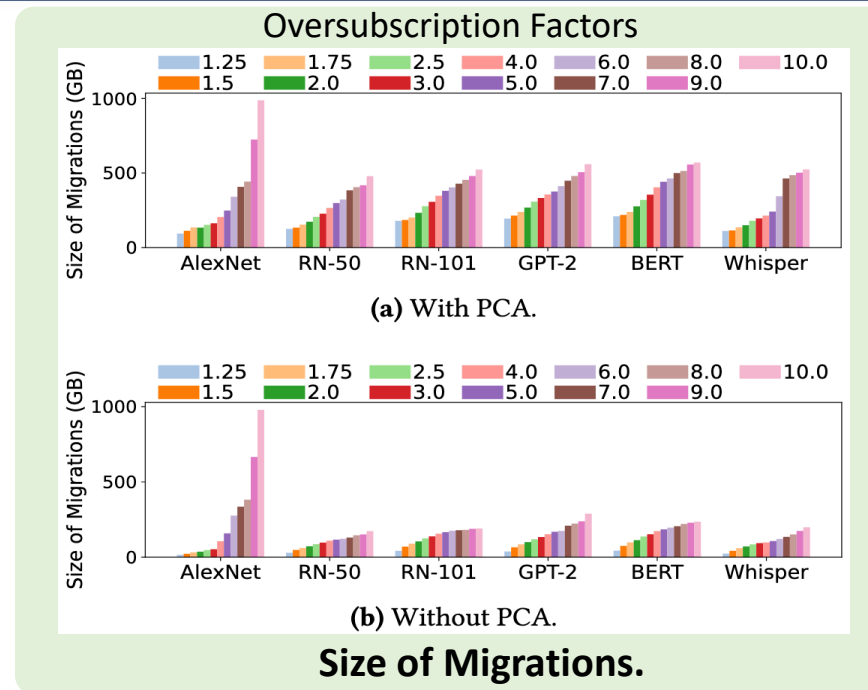 Oversubscription Factors
1.25 1.75 2.5 4.0 6.0 8.0 10.0
1.5 2.0 3.0 5.0 7.0 9.0
Size of Migrations (GB)
1000
500
0
AlexNet RN-50 RN-101 GPT-2 BERT Whisper
(a) With PCA.
1.25 1.75 2.5 4.0 6.0 8.0 10.0
1.5 2.0 3.0 5.0 7.0 9.0
Size of Migrations (GB)
1000
500
0
AlexNet RN-50 RN-101 GPT-2 BERT Whisper
(b) Without PCA.
Size of Migrations.